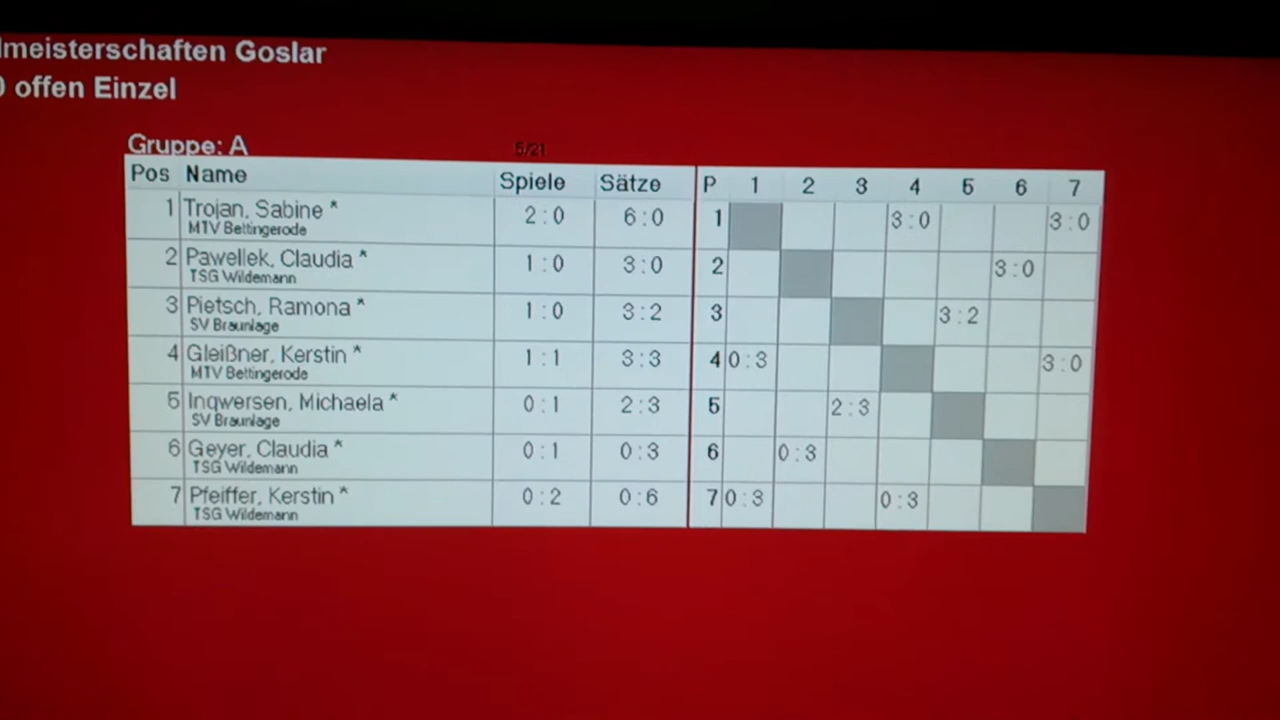 lmeisterschaften Goslar
0 offen Einzel
Gruppe: A 5/21
Pos Name Spiele Sätze P 1 2 3 4 5 6 7
1 Trojan, Sabine * 2:0 6:0 1 3:0 3:0
MTV Bettingerode
2 Pawellek, Claudia * 1:0 3:0 2 3:0
TSG Wildemann
3 Pietsch, Ramona * 1:0 3:2 3 3:2
SV Braunlage
4 Gleißner, Kerstin * 1:1 3:3 4 0:3 3:0
MTV Bettingerode
5 Ingwersen, Michaela * 0:1 2:3 5 2:3
SV Braunlage
6 Geyer, Claudia * 0:1 0:3 6 0:3
TSG Wildemann
7 Pfeiffer, Kerstin * 0:2 0:6 7 0:3 0:3
TSG Wildemann